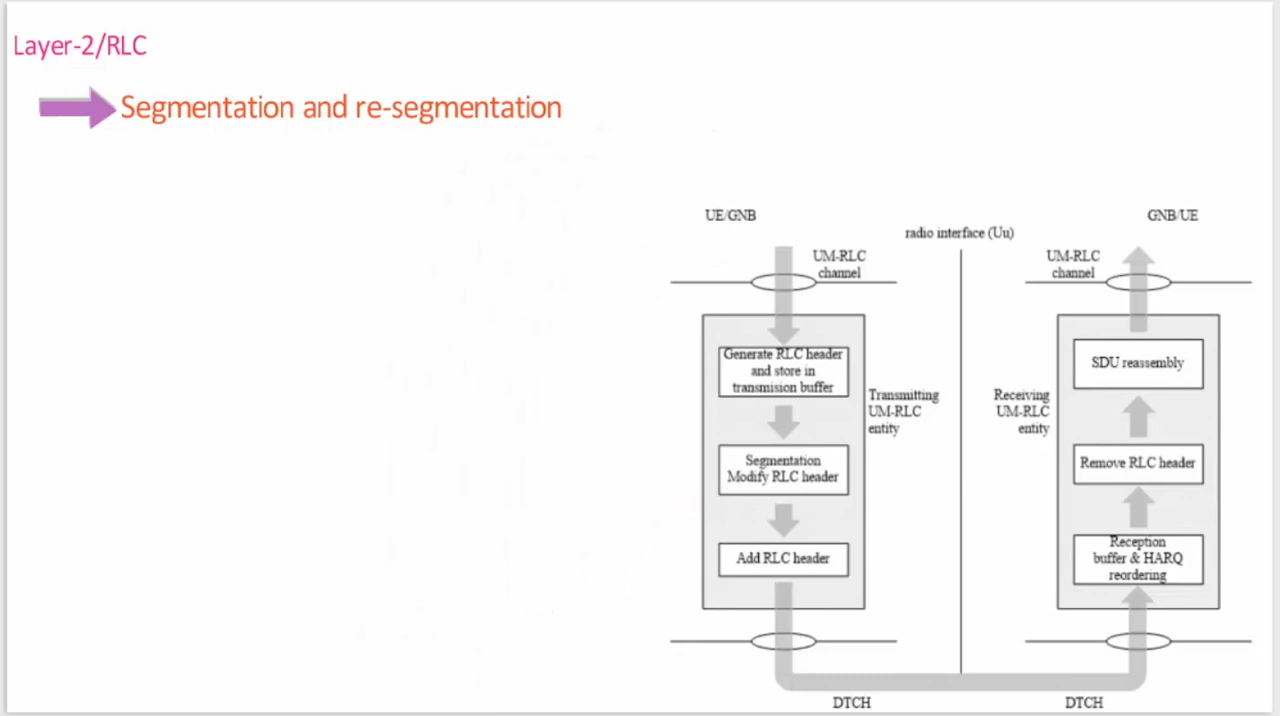 Layer-2/RLC
Segmentation and re-segmentation
UE/GNB
GNB/UE
radio interface (Uu)
UM-RLC
channel
UM-RLC
channel
Generate RLC header
and store in
transmision buffer
Transmitting
UM-RLC
entity
Segmentation
Modify RLC header
Add RLC header
Receiving
UM-RLC
entity
SDU reassembly
Remove RLC header
Reception
buffer & HARQ
reordering
DTCH
DTCH